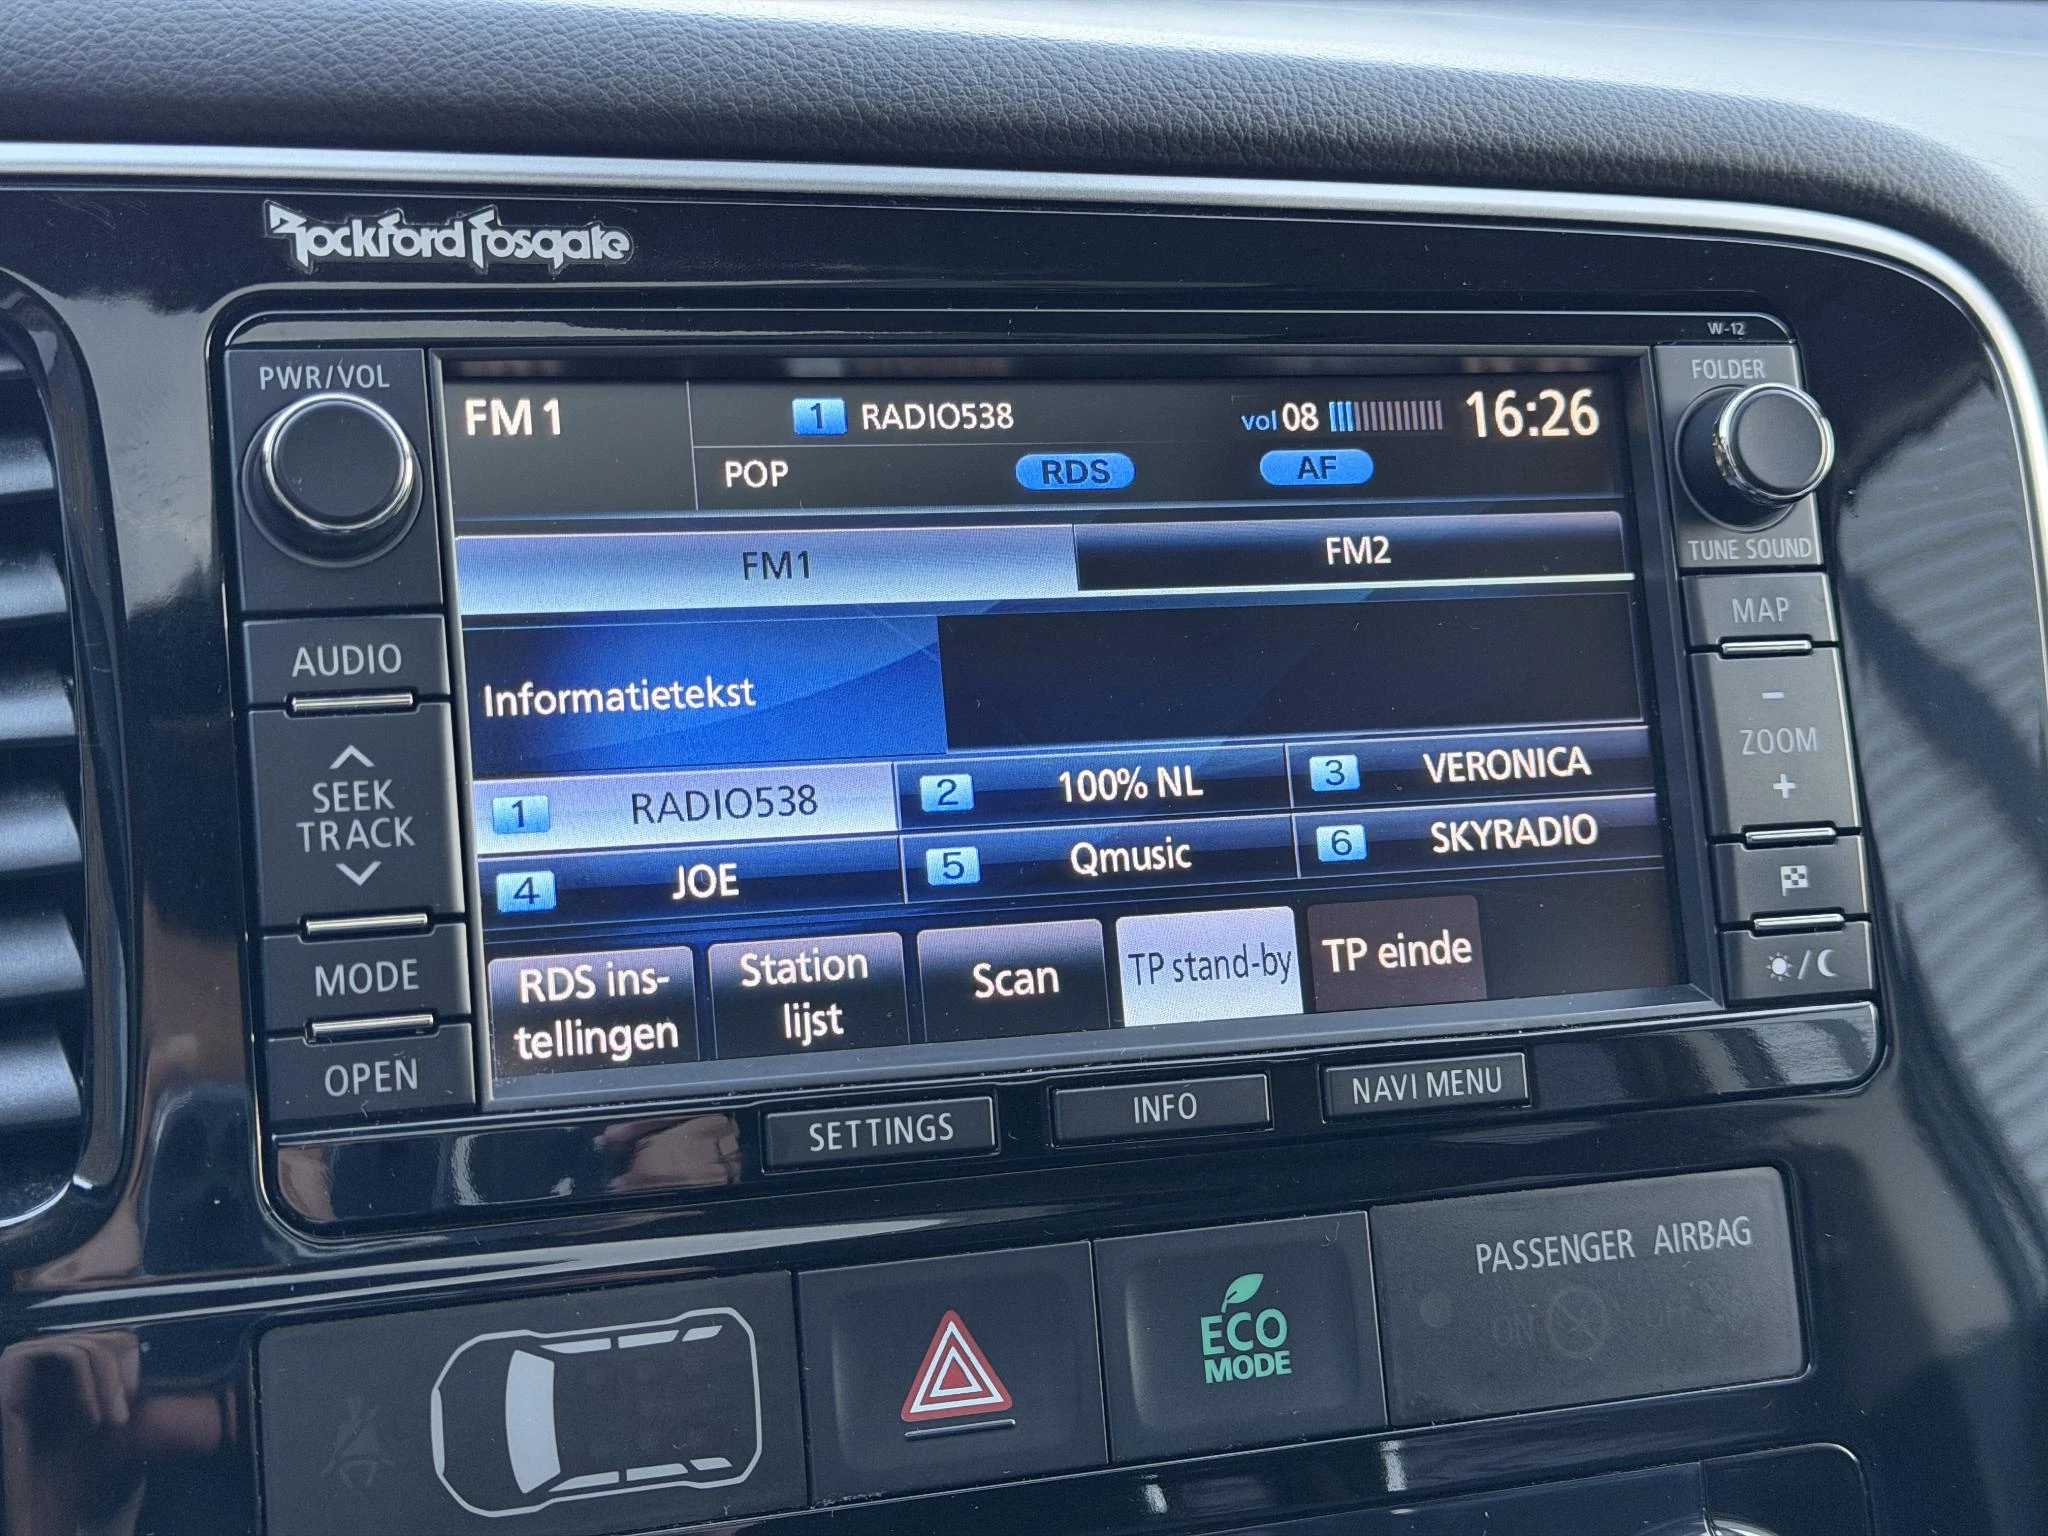 Rockford Fosgate
W-12
PWR/VOL
FOLDER
FM 1
1 RADIO538
vol 08
16:26
POP
RDS
AF
TUNE SOUND
FM1
FM2
MAP
AUDIO
Informatietekst
-
ZOOM
+
SEEK
TRACK
1 RADIO538
2 100% NL
3 VERONICA
4 JOE
5 Qmusic
6 SKYRADIO
MODE
RDS ins-
tellingen
Station
lijst
Scan
TP stand-by
TP einde
OPEN
SETTINGS
INFO
NAVI MENU
PASSENGER AIRBAG
ON
ECO
MODE